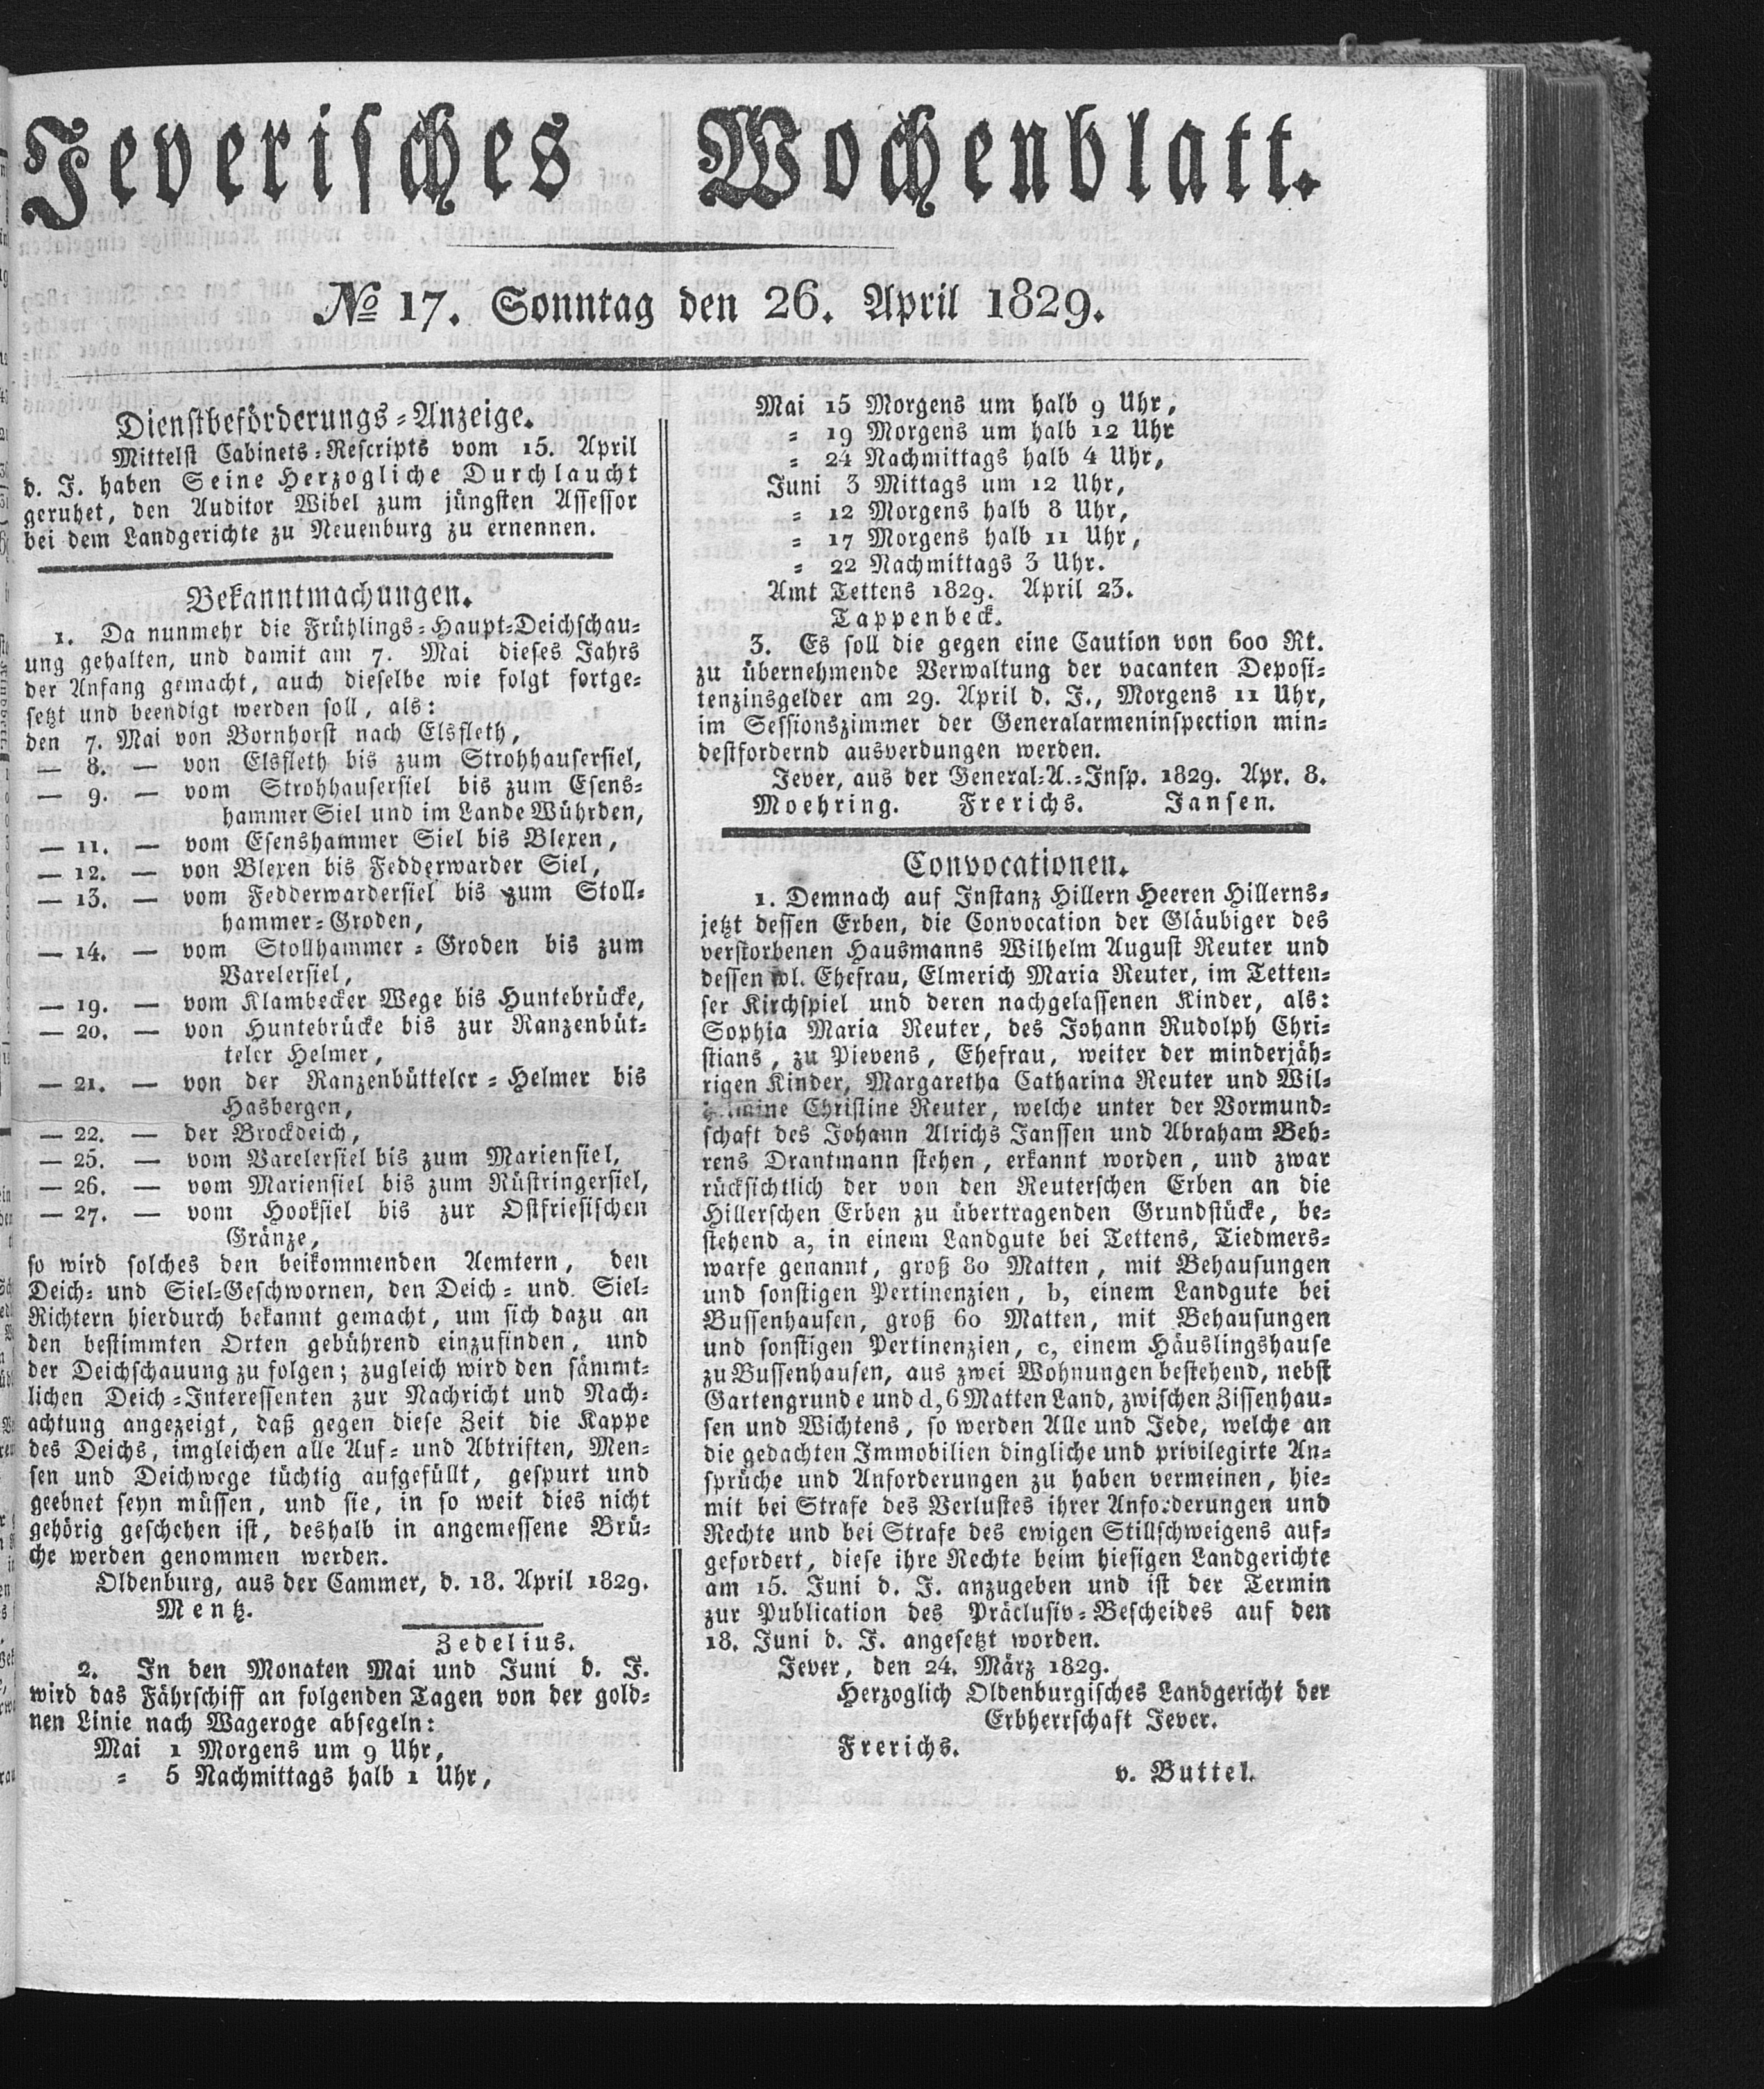 Jeverisches Wochenblatt.
No 17. Sonntag den 26. April 1829.
Dienstbeförderungs-Anzeige.
Mittelst Cabinets-Rescripts vom 15. April
d. J. haben Seine Herzogliche Durchlaucht
geruhet, den Auditor Wibel zum jüngsten Assessor
bei dem Landgerichte zu Neuenburg zu ernennen.
Bekanntmachungen.
1. Da nunmehr die Frühlings-Haupt-Deichschau-
ung gehalten, und damit am 7. Mai dieses Jahrs
der Anfang gemacht, auch dieselbe wie folgt fortge-
setzt und beendigt werden soll, als:
den 7. Mai von Bornhorst nach Elsfleth,
— 8. — von Elsfleth bis zum Strohhausersiel,
— 9. — vom Strohhausersiel bis zum Esens-
hammer Siel und im Lande Wührden,
— 11. — vom Esenshammer Siel bis Blexen,
— 12. — von Blexen bis Fedderwarder Siel,
— 13. — vom Fedderwardersiel bis zum Stoll-
hammer-Groden,
— 14. — vom Stollhammer-Groden bis zum
Varelersiel,
— 19. — vom Klambecker Wege bis Huntebrücke,
— 20. — von Huntebrücke bis zur Ranzenbüt-
teler Helmer,
— 21. — von der Ranzenbütteler-Helmer bis
Hasbergen,
— 22. — der Brockdeich,
— 25. — vom Varelersiel bis zum Mariensiel,
— 26. — vom Mariensiel bis zum Rüstringersiel,
— 27. — vom Hooksiel bis zur Ostfriesischen
Gränze,
so wird solches den beikommenden Aemtern, den
Deich- und Siel-Geschwornen, den Deich- und Siel-
Richtern hierdurch bekannt gemacht, um sich dazu an
den bestimmten Orten gebührend einzufinden, und
der Deichschauung zu folgen; zugleich wird den sämmt-
lichen Deich-Interessenten zur Nachricht und Nach-
achtung angezeigt, daß gegen diese Zeit die Kappe
des Deichs, imgleichen alle Auf- und Abtriften, Men-
sen und Deichwege tüchtig aufgefüllt, gespurt und
geebnet seyn müssen, und sie, in so weit dies nicht
gehörig geschehen ist, deshalb in angemessene Brü-
che werden genommen werden.
Oldenburg, aus der Cammer, d. 18. April 1829.
Mentz.
Zedelius.
2. In den Monaten Mai und Juni d. J.
wird das Fährschiff an folgenden Tagen von der gold-
nen Linie nach Wageroge absegeln:
Mai 1 Morgens um 9 Uhr,
= 5 Nachmittags halb 1 Uhr,
Mai 15 Morgens um halb 9 Uhr,
= 19 Morgens um halb 12 Uhr
= 24 Nachmittags halb 4 Uhr,
Juni 3 Mittags um 12 Uhr,
= 12 Morgens halb 8 Uhr,
= 17 Morgens halb 11 Uhr,
= 22 Nachmittags 3 Uhr.
Amt Tettens 1829. April 23.
Tappenbeck.
3. Es soll die gegen eine Caution von 600 Rt.
zu übernehmende Verwaltung der vacanten Deposi-
tenzinsgelder am 29. April d. J., Morgens 11 Uhr,
im Sessionszimmer der Generalarmeninspection min-
destfordernd ausverdungen werden.
Jever, aus der General-A.-Insp. 1829. Apr. 8.
Moehring. Frerichs. Jansen.
Convocationen.
1. Demnach auf Instanz Hillern Heeren Hillerns-
jetzt dessen Erben, die Convocation der Gläubiger des
verstorbenen Hausmanns Wilhelm August Reuter und
dessen wl. Ehefrau, Elmerich Maria Reuter, im Tetten-
ser Kirchspiel und deren nachgelassenen Kinder, als:
Sophia Maria Reuter, des Johann Rudolph Chri-
stians, zu Pievens, Ehefrau, weiter der minderjäh-
rigen Kinder, Margaretha Catharina Reuter und Wil-
helmine Christine Reuter, welche unter der Vormund-
schaft des Johann Alrichs Janssen und Abraham Beh-
rens Drantmann stehen, erkannt worden, und zwar
rücksichtlich der von den Reuterschen Erben an die
Hillerschen Erben zu übertragenden Grundstücke, be-
stehend a, in einem Landgute bei Tettens, Tiedmers-
warfe genannt, groß 80 Matten, mit Behausungen
und sonstigen Pertinenzien, b, einem Landgute bei
Bussenhausen, groß 60 Matten, mit Behausungen
und sonstigen Pertinenzien, c, einem Häuslingshause
zu Bussenhausen, aus zwei Wohnungen bestehend, nebst
Gartengrunde und d, 6 Matten Land, zwischen Zissenhau-
sen und Wichtens, so werden Alle und Jede, welche an
die gedachten Immobilien dingliche und privilegirte An-
sprüche und Anforderungen zu haben vermeinen, hie-
mit bei Strafe des Verlustes ihrer Anforderungen und
Rechte und bei Strafe des ewigen Stillschweigens auf-
gefordert, diese ihre Rechte beim hiesigen Landgerichte
am 15. Juni d. J. anzugeben und ist der Termin
zur Publication des Präclusiv-Bescheides auf den
18. Juni d. J. angesetzt worden.
Jever, den 24. März 1829.
Herzoglich Oldenburgisches Landgericht der
Erbherrschaft Jever.
Frerichs.
v. Buttel.